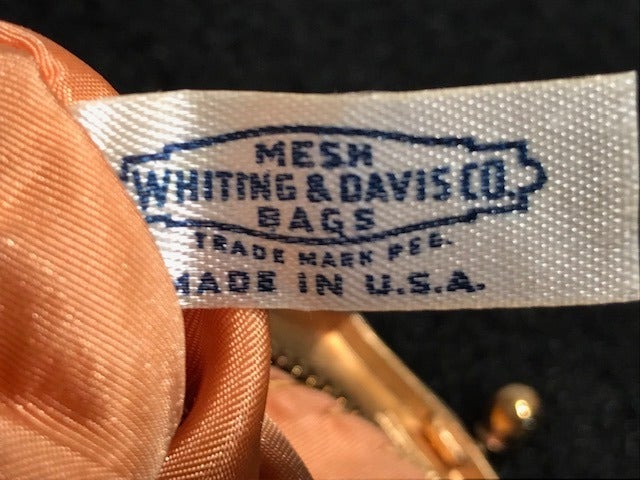 MESH
WHITING & DAVIS CO.
BAGS
TRADE MARK REG.
MADE IN U.S.A.